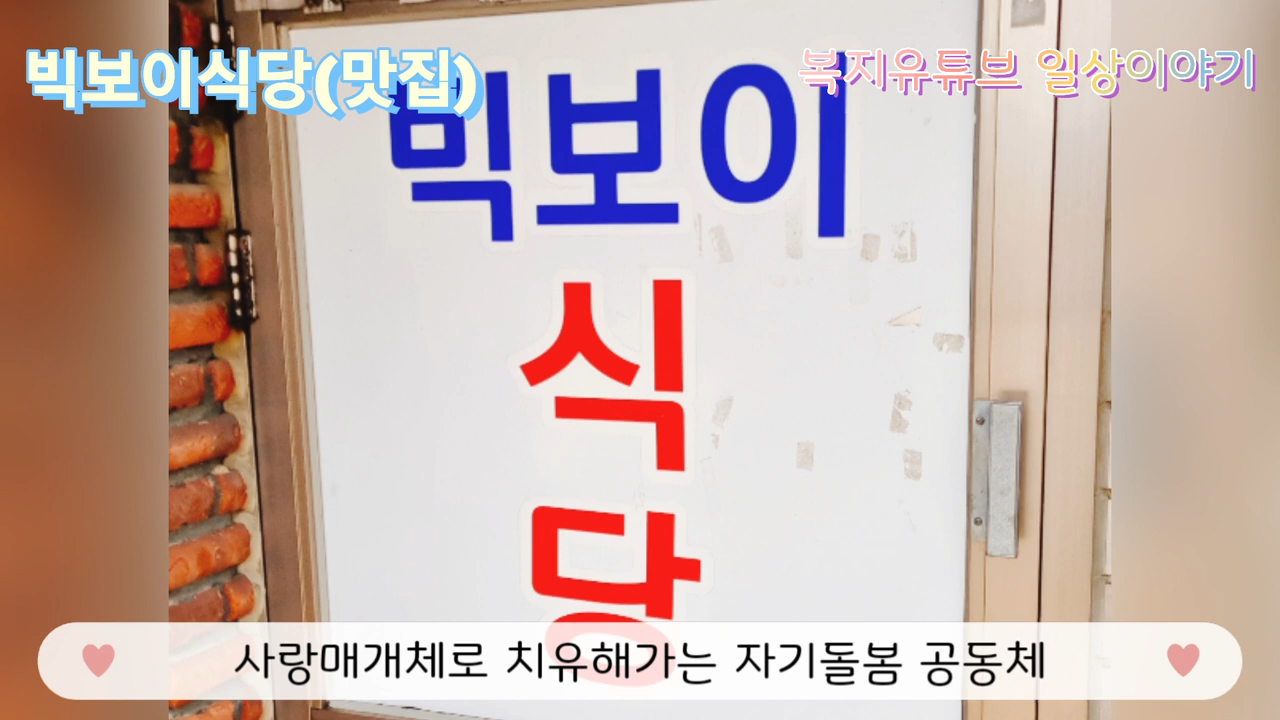 빅보이식당(맛집)
복지유튜브 일상이야기
빅보이
식
당
사랑매개체로 치유해가는 자기돌봄 공동체